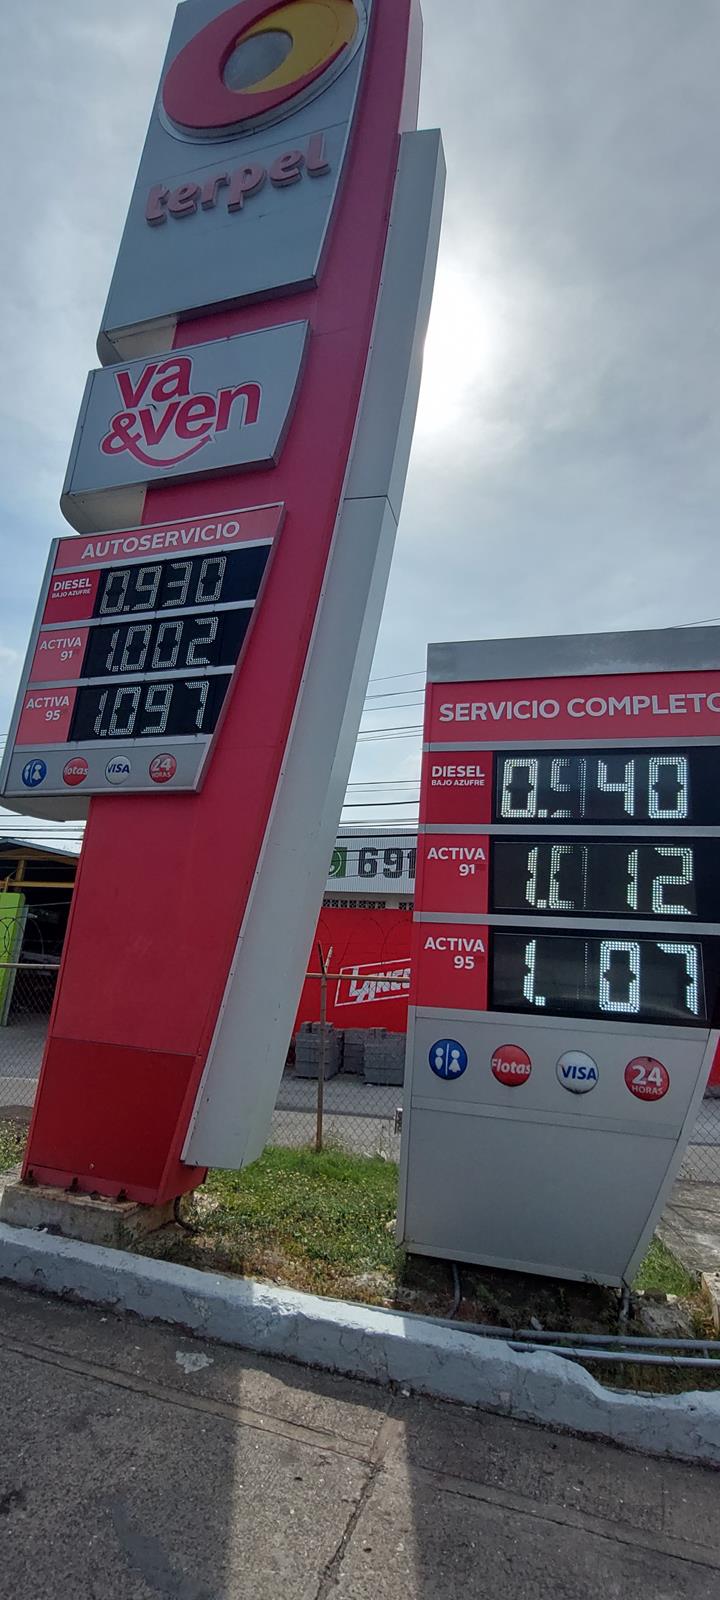 terpel
va
&ven
AUTOSERVICIO
DIESEL
BAJO AZUFRE
0.930
ACTIVA
91
1.002
ACTIVA
95
1.097
flotas
VISA
24
HORAS
SERVICIO COMPLETO
DIESEL
BAJO AZUFRE
0.940
ACTIVA
91
1.012
ACTIVA
95
1. 07
Flotas
VISA
24
HORAS
691